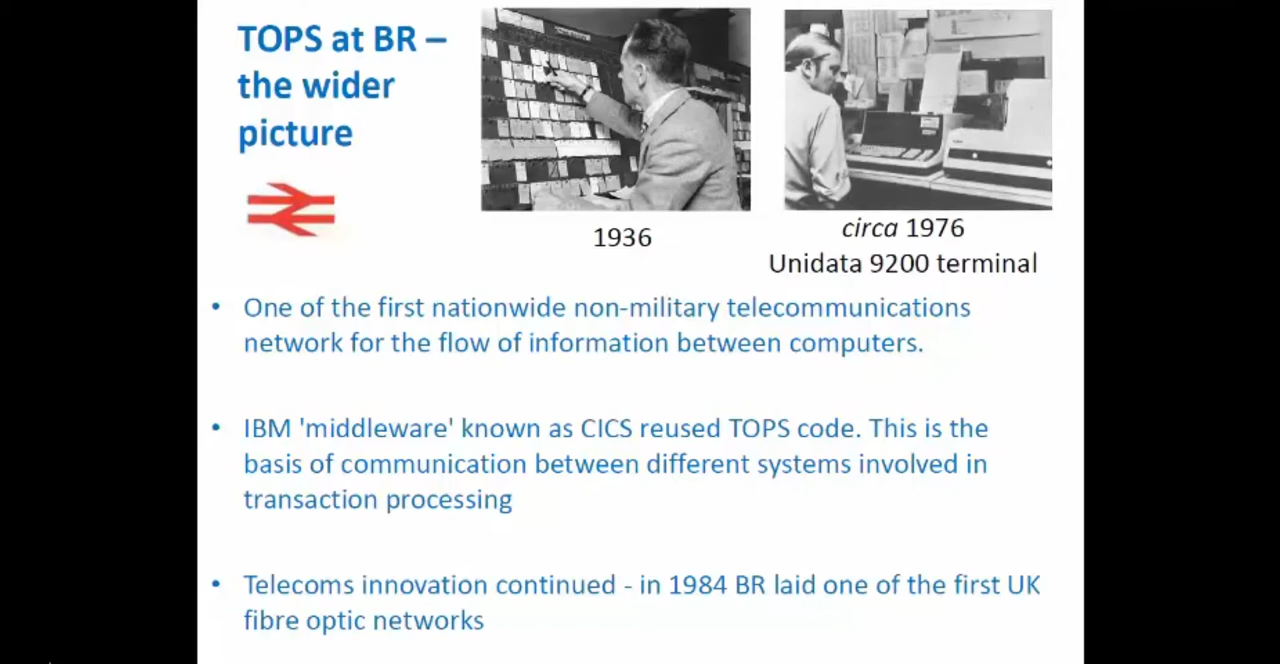 TOPS at BR –
the wider
picture
1936
circa 1976
Unidata 9200 terminal
• One of the first nationwide non-military telecommunications
network for the flow of information between computers.
• IBM 'middleware' known as CICS reused TOPS code. This is the
basis of communication between different systems involved in
transaction processing
• Telecoms innovation continued - in 1984 BR laid one of the first UK
fibre optic networks